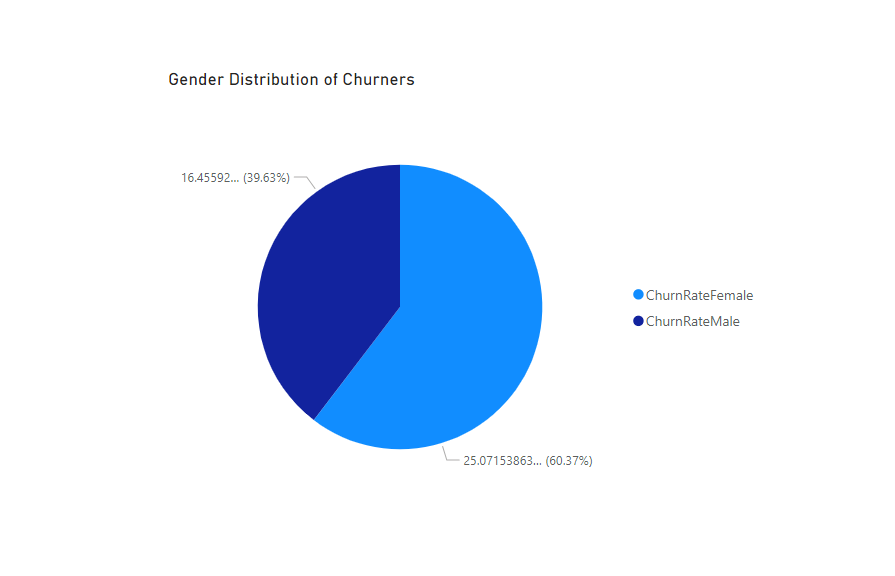 Gender Distribution of Churners
16.45592... (39.63%)
ChurnRateFemale
ChurnRateMale
25.07153863... (60.37%)